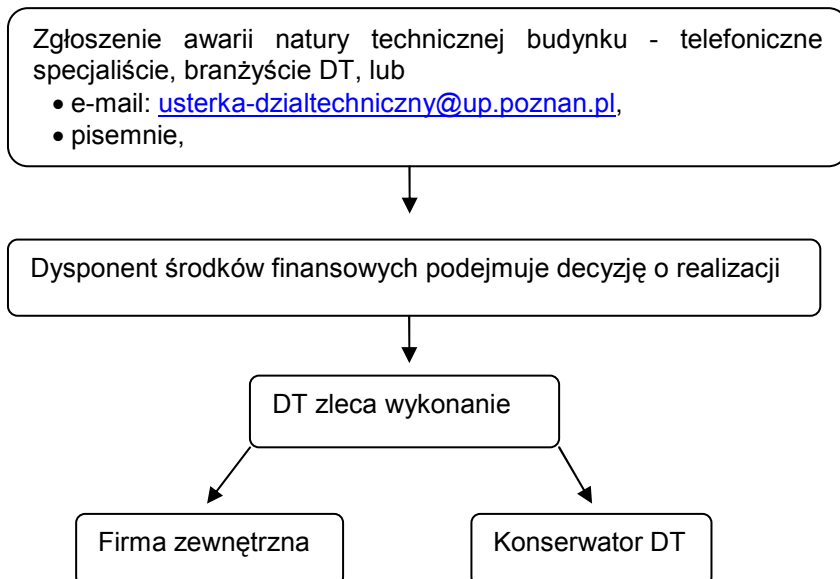 Zgłoszenie awarii natury technicznej budynku - telefoniczne
specjaliście, branżyście DT, lub
• e-mail: usterka-dzialtechniczny@up.poznan.pl,
• pisemnie,
Dysponent środków finansowych podejmuje decyzję o realizacji
DT zleca wykonanie
Firma zewnętrzna
Konserwator DT